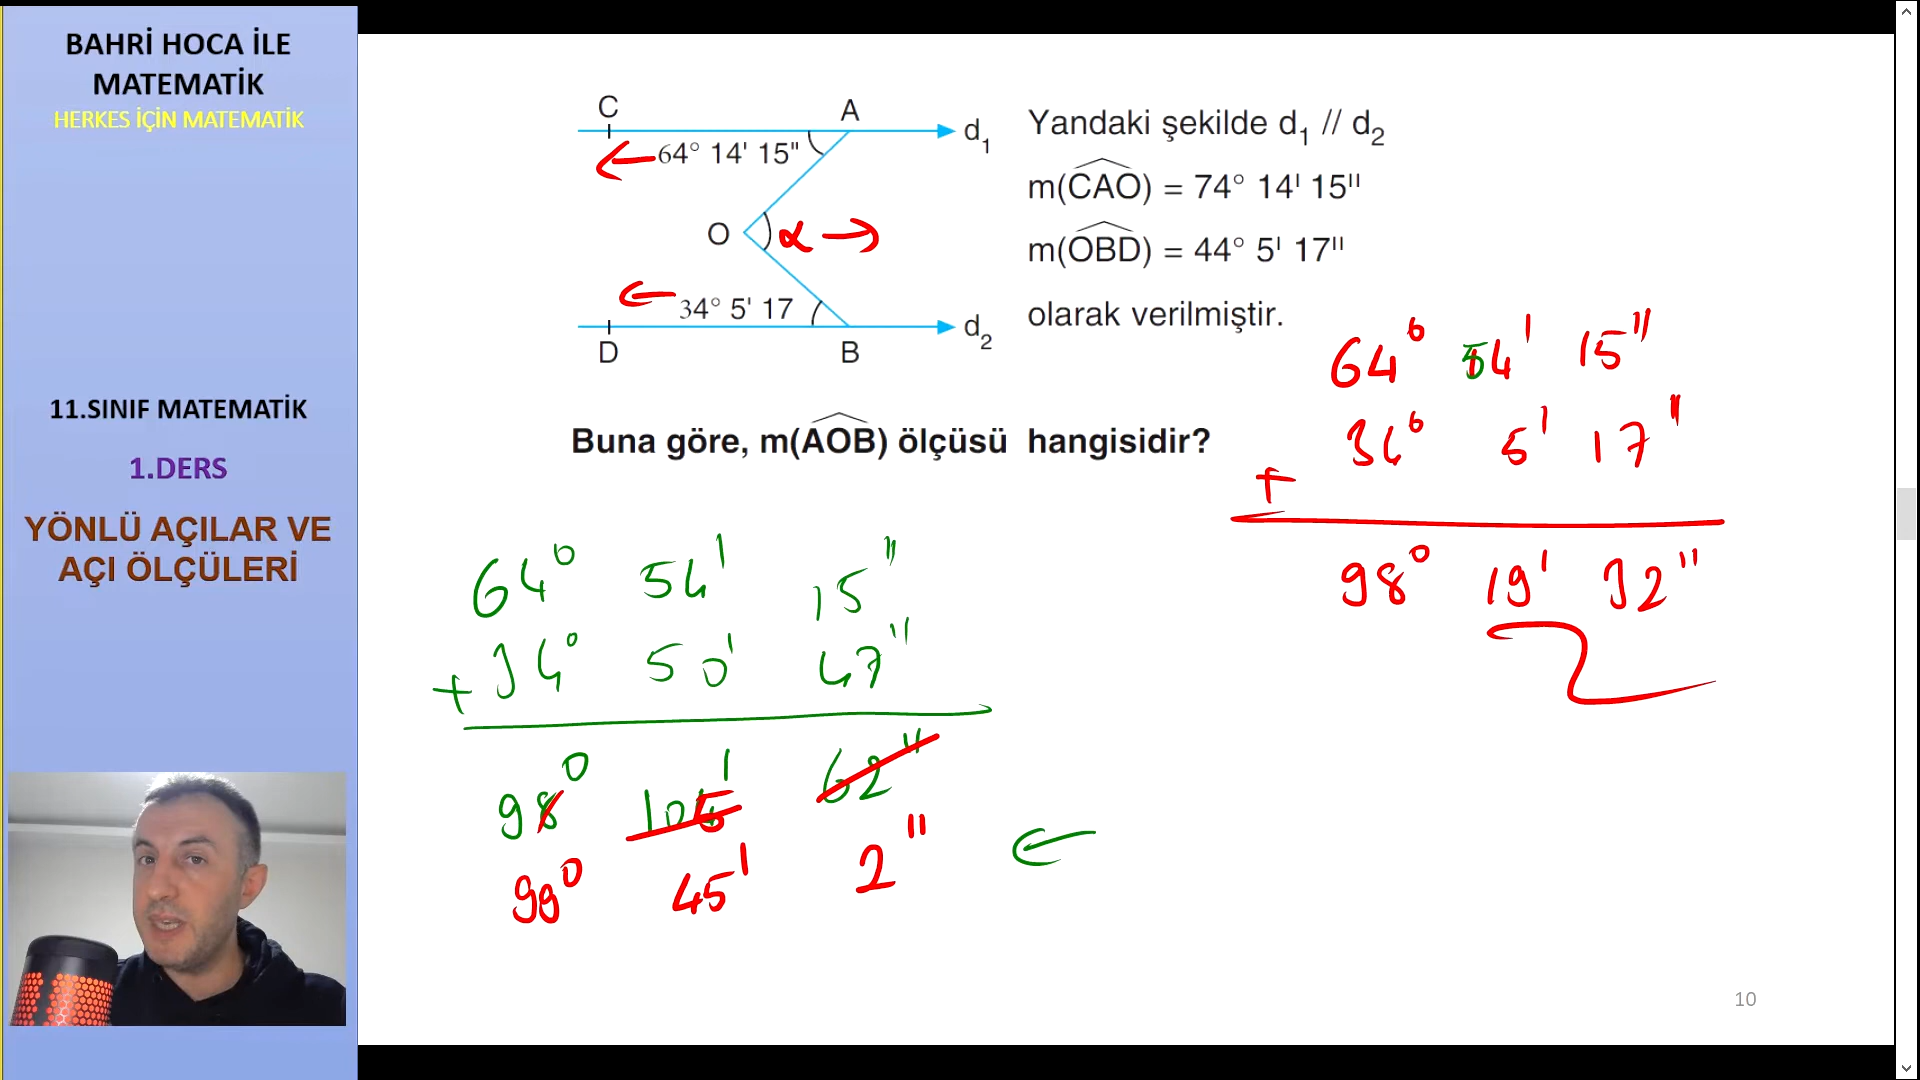 BAHRİ HOCA İLE
MATEMATİK
HERKES İÇİN MATEMATİK
11.SINIF MATEMATİK
1.DERS
YÖNLÜ AÇILAR VE
AÇI ÖLÇÜLERİ
C A d₁
64° 14' 15"
O α
34° 5' 17
D B d₂
Yandaki şekilde d₁ // d₂
m(CAO) = 74° 14' 15"
m(OBD) = 44° 5' 17"
olarak verilmiştir.
Buna göre, m(AOB) ölçüsü hangisidir?
64° 54' 15"
34° 5' 17"
+
98° 19' 32"
64° 54' 15"
+ 34° 50' 47"
98° 105' 62"
99° 45' 2"
10